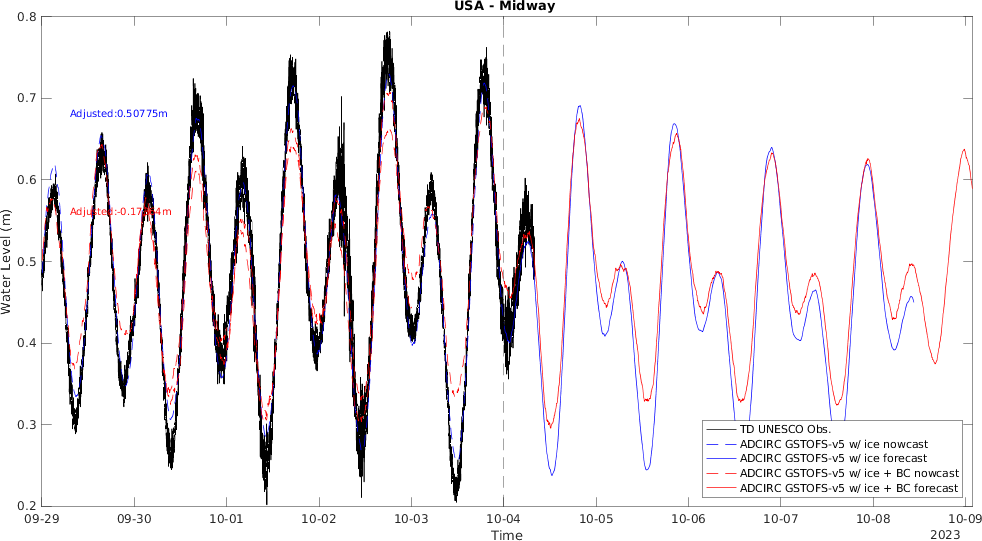 USA - Midway
0.8
0.7
0.6
0.5
0.4
0.3
0.2
Water Level (m)
Adjusted:0.50775m
TD UNESCO Obs.
ADCIRC GSTOFS-v5 w/ ice nowcast
ADCIRC GSTOFS-v5 w/ ice forecast
ADCIRC GSTOFS-v5 w/ ice + BC nowcast
ADCIRC GSTOFS-v5 w/ ice + BC forecast
09-29 09-30 10-01 10-02 10-03 10-04 10-05 10-06 10-07 10-08 10-09
Time
2023